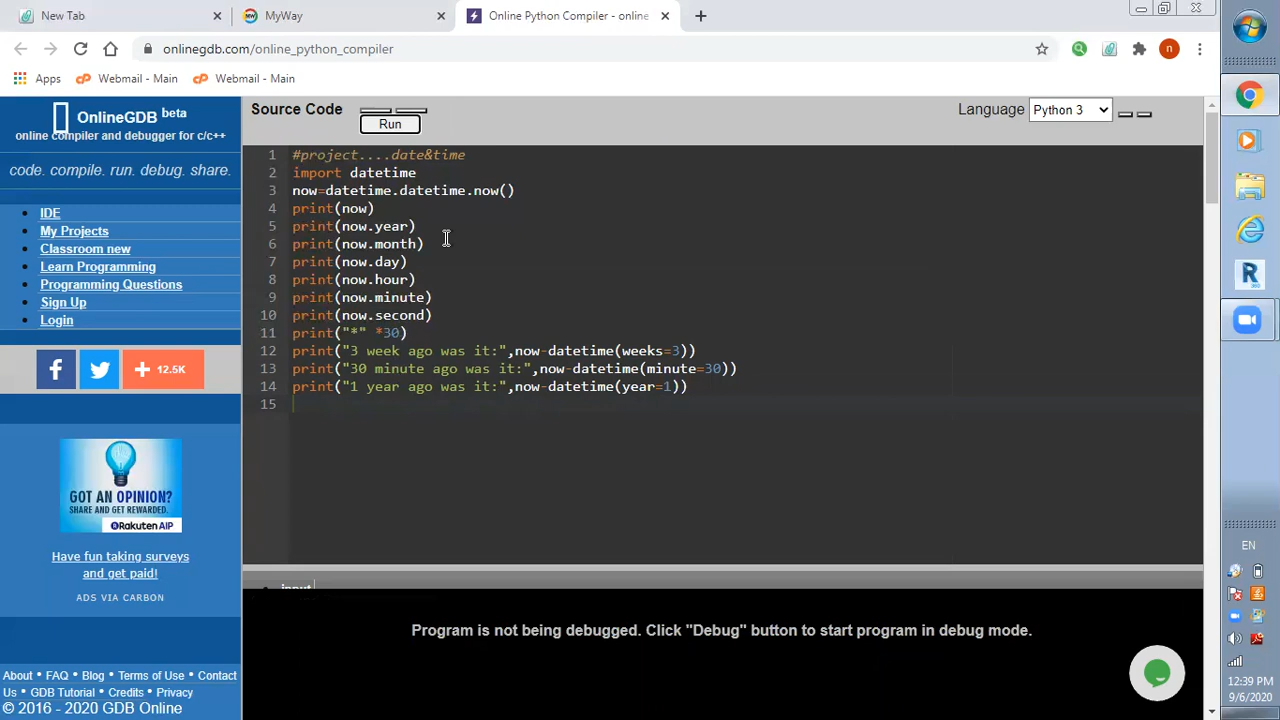 New Tab
MyWay
Online Python Compiler - online
onlinegdb.com/online_python_compiler
n
Apps
cP Webmail - Main
cP Webmail - Main
OnlineGDB beta
online compiler and debugger for c/c++
code. compile. run. debug. share.
IDE
My Projects
Classroom new
Learn Programming
Programming Questions
Sign Up
Login
f
+ 12.5K
GOT AN OPINION?
SHARE AND GET REWARDED.
Rakuten AIP
Have fun taking surveys
and get paid!
ADS VIA CARBON
About • FAQ • Blog • Terms of Use • Contact
Us • GDB Tutorial • Credits • Privacy
© 2016 - 2020 GDB Online
Source Code
Run
Language Python 3
1 #project....date&time
2 import datetime
3 now=datetime.datetime.now()
4 print(now)
5 print(now.year)
6 print(now.month)
7 print(now.day)
8 print(now.hour)
9 print(now.minute)
10 print(now.second)
11 print("*" *30)
12 print("3 week ago was it:",now-datetime(weeks=3))
13 print("30 minute ago was it:",now-datetime(minute=30))
14 print("1 year ago was it:",now-datetime(year=1))
15
input
Program is not being debugged. Click "Debug" button to start program in debug mode.
EN
12:39 PM
9/6/2020